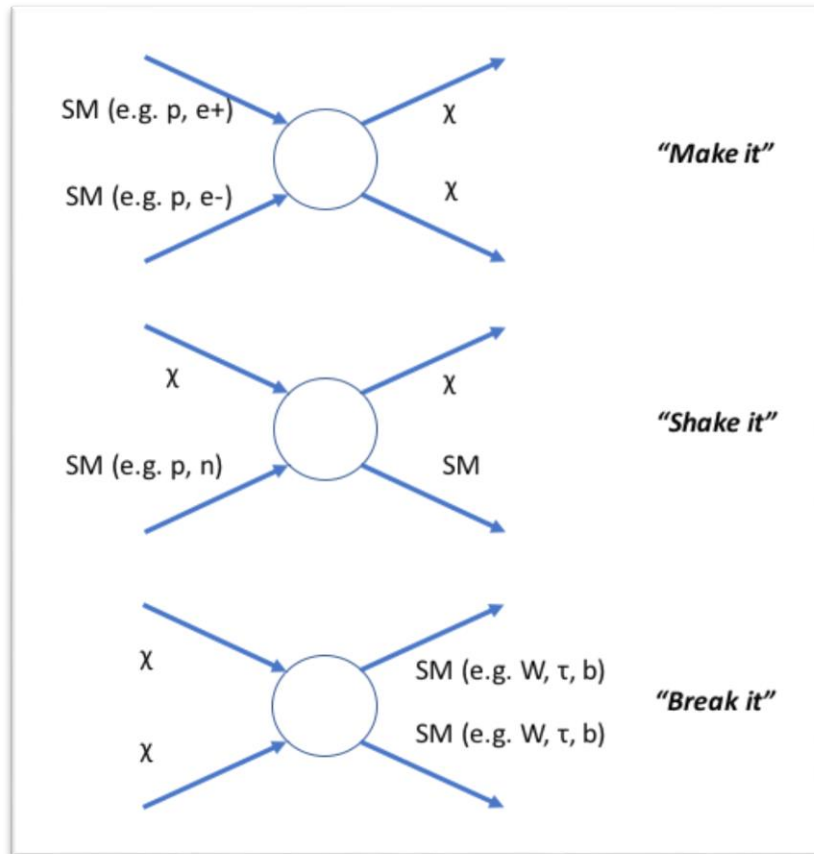 SM (e.g. p, e+)
χ
“Make it”
SM (e.g. p, e-)
χ
χ
χ
“Shake it”
SM (e.g. p, n)
SM
χ
SM (e.g. W, τ, b)
“Break it”
χ
SM (e.g. W, τ, b)